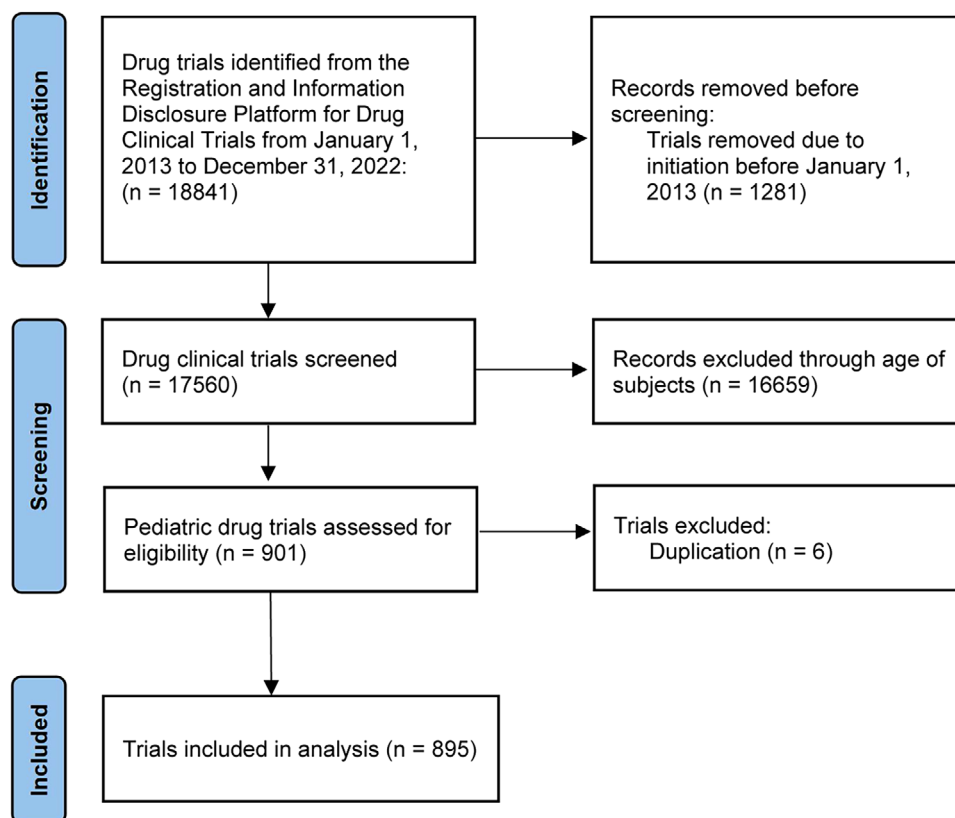 Identification
Drug trials identified from the
Registration and Information
Disclosure Platform for Drug
Clinical Trials from January 1,
2013 to December 31, 2022:
(n = 18841)
Records removed before
screening:
Trials removed due to
initiation before January 1,
2013 (n = 1281)
Screening
Drug clinical trials screened
(n = 17560)
Records excluded through age of
subjects (n = 16659)
Pediatric drug trials assessed for
eligibility (n = 901)
Trials excluded:
Duplication (n = 6)
Included
Trials included in analysis (n = 895)